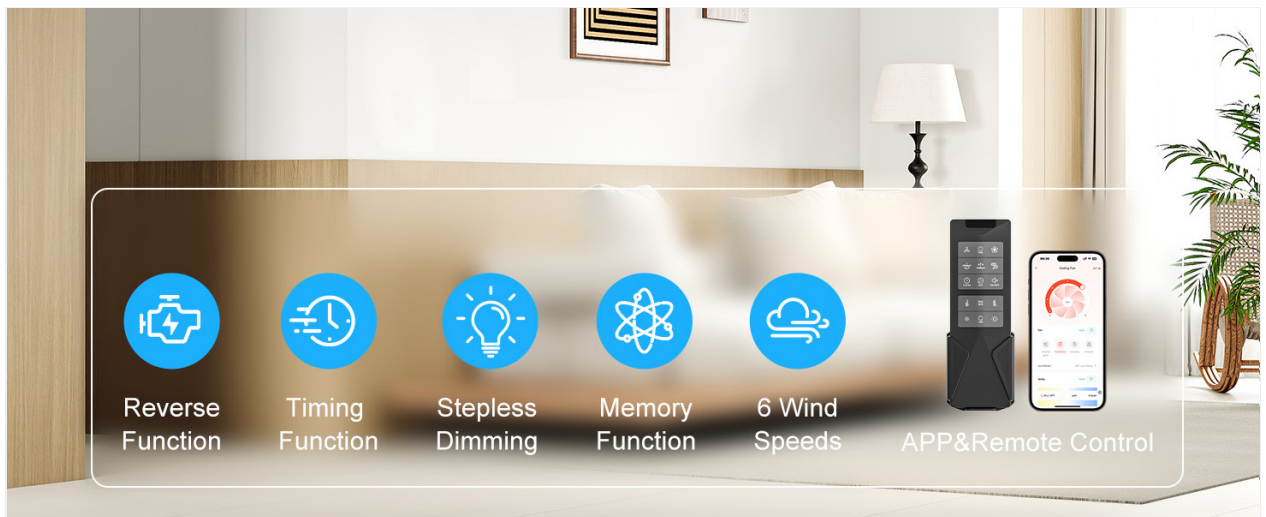 Reverse
Function
Timing
Function
Stepless
Dimming
Memory
Function
6 Wind
Speeds
APP&Remote Control